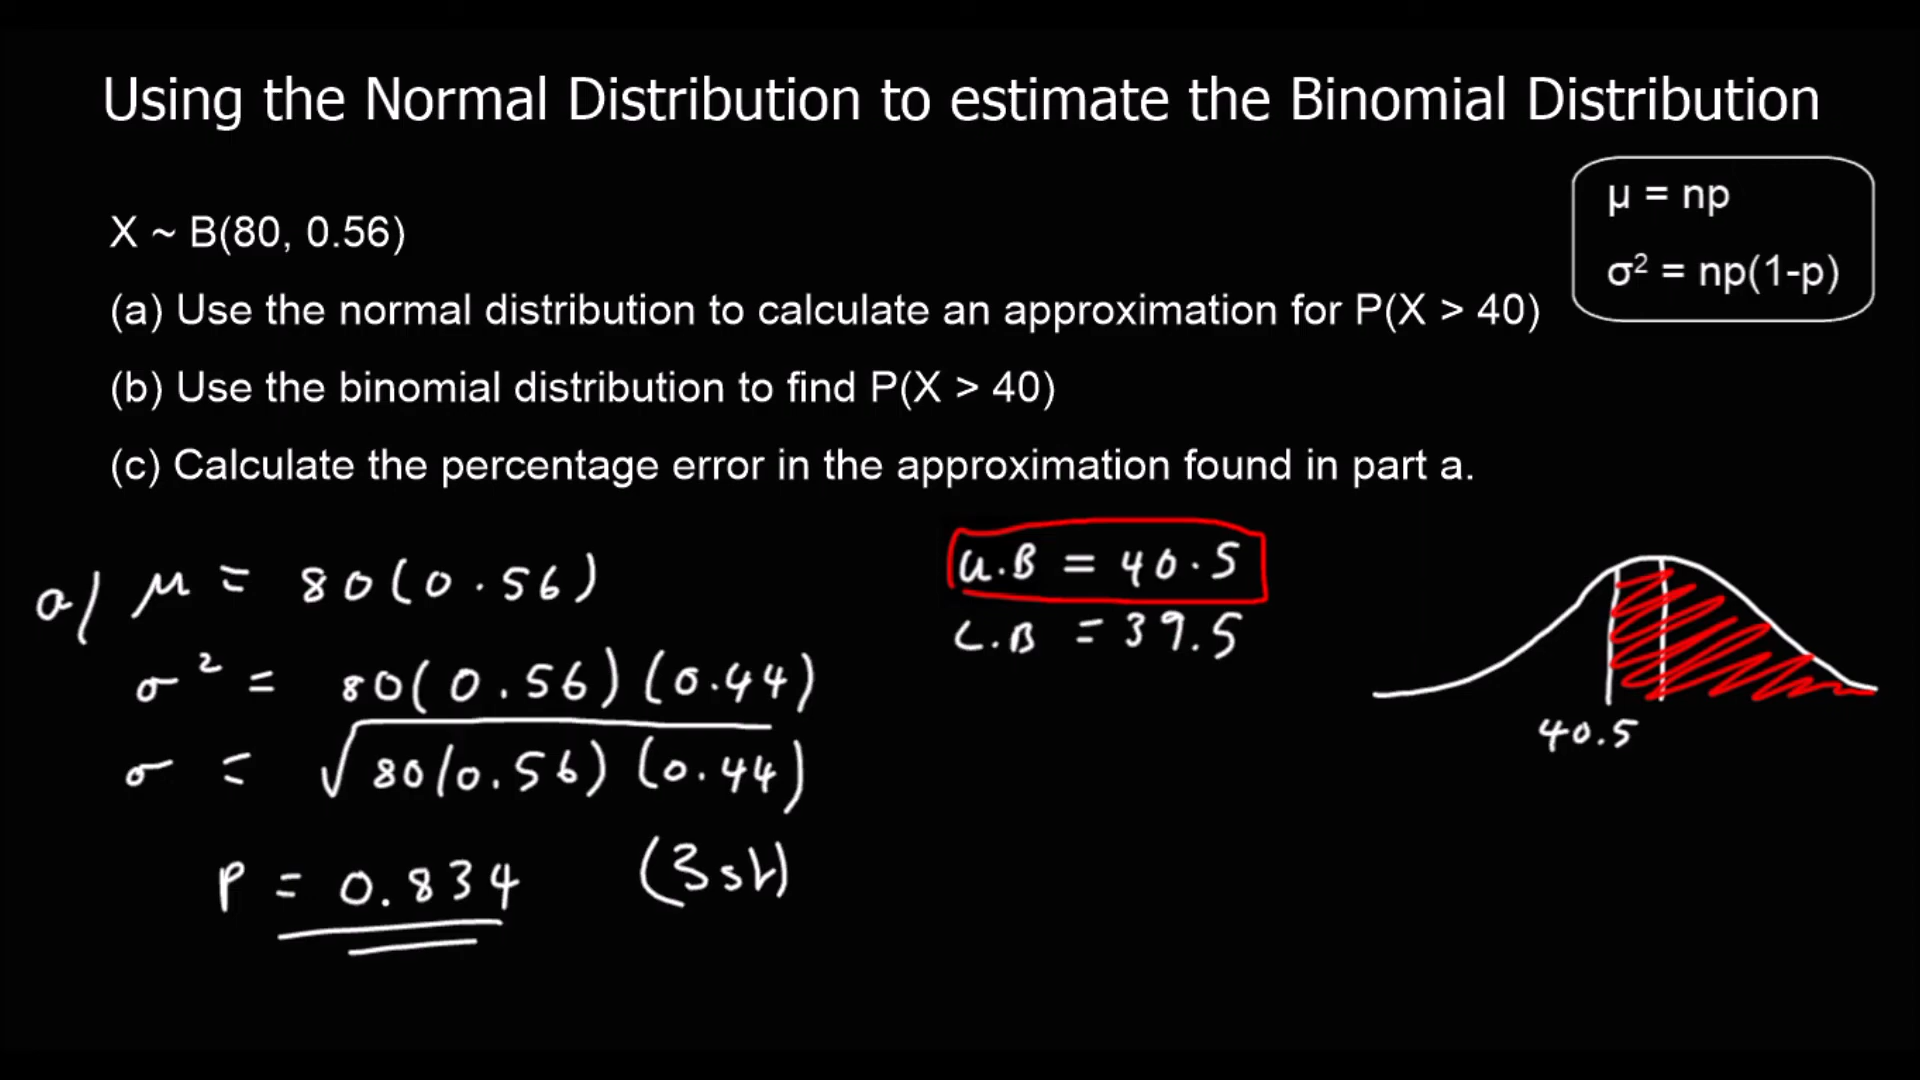 Using the Normal Distribution to estimate the Binomial Distribution
μ = np
σ² = np(1-p)
X ~ B(80, 0.56)
(a) Use the normal distribution to calculate an approximation for P(X > 40)
(b) Use the binomial distribution to find P(X > 40)
(c) Calculate the percentage error in the approximation found in part a.
a/ μ = 80(0.56)
σ² = 80(0.56)(0.44)
σ = √80(0.56)(0.44)
P = 0.834 (3sf)
U.B = 40.5
L.B = 39.5
40.5